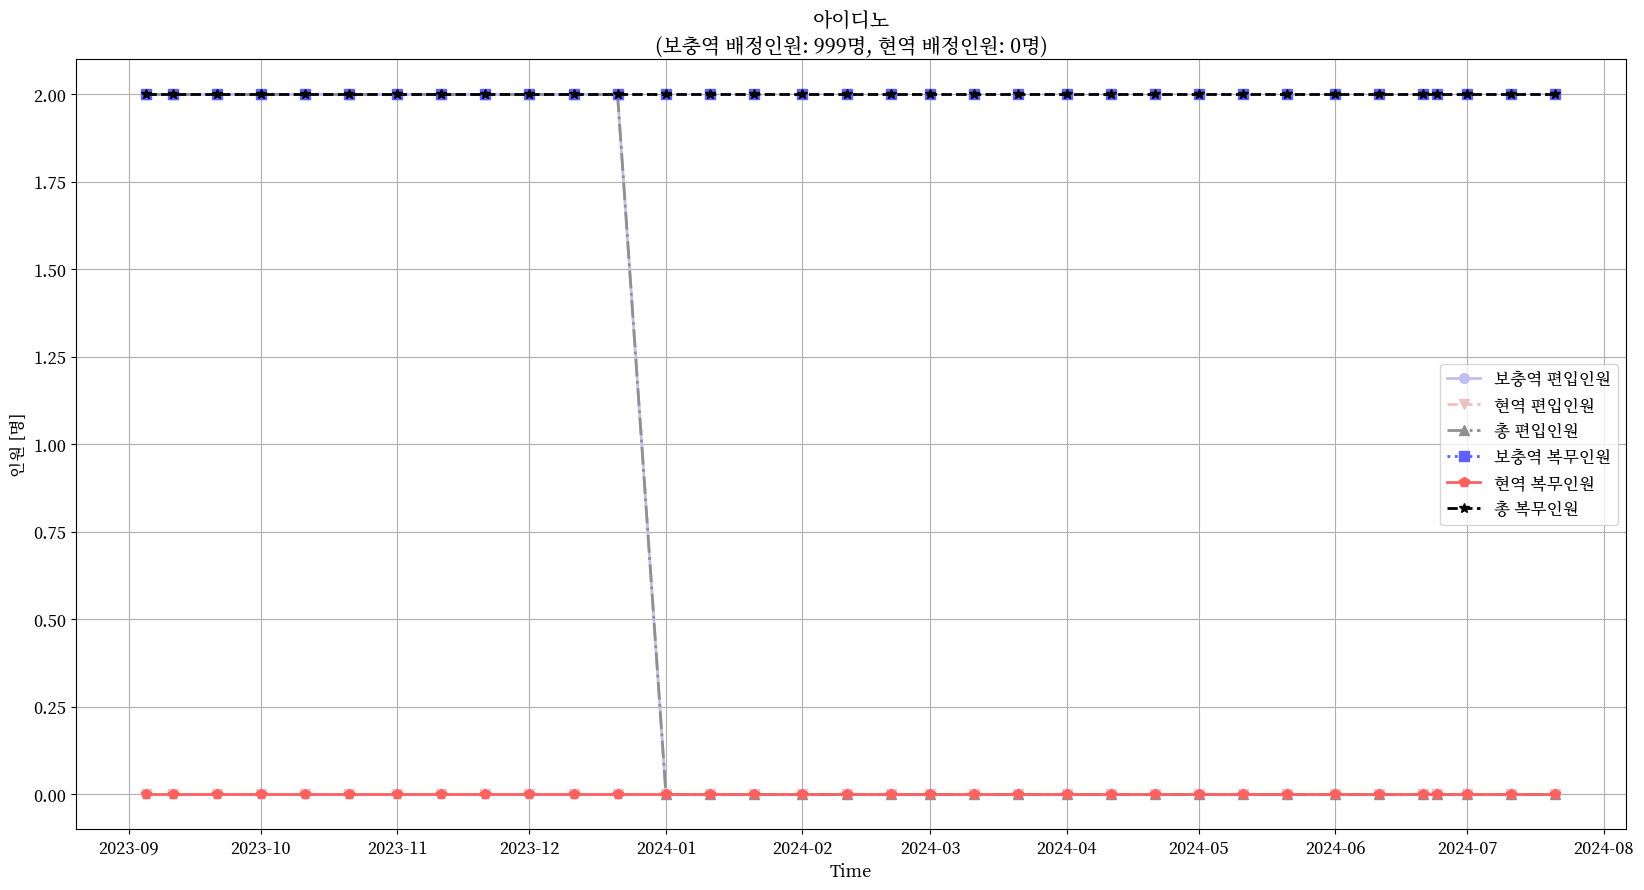 아이디노
(보충역 배정인원: 999명, 현역 배정인원: 0명)
인원 [명]
2.00
1.75
1.50
1.25
1.00
0.75
0.50
0.25
0.00
보충역 편입인원
현역 편입인원
총 편입인원
보충역 복무인원
현역 복무인원
총 복무인원
2023-09 2023-10 2023-11 2023-12 2024-01 2024-02 2024-03 2024-04 2024-05 2024-06 2024-07 2024-08
Time